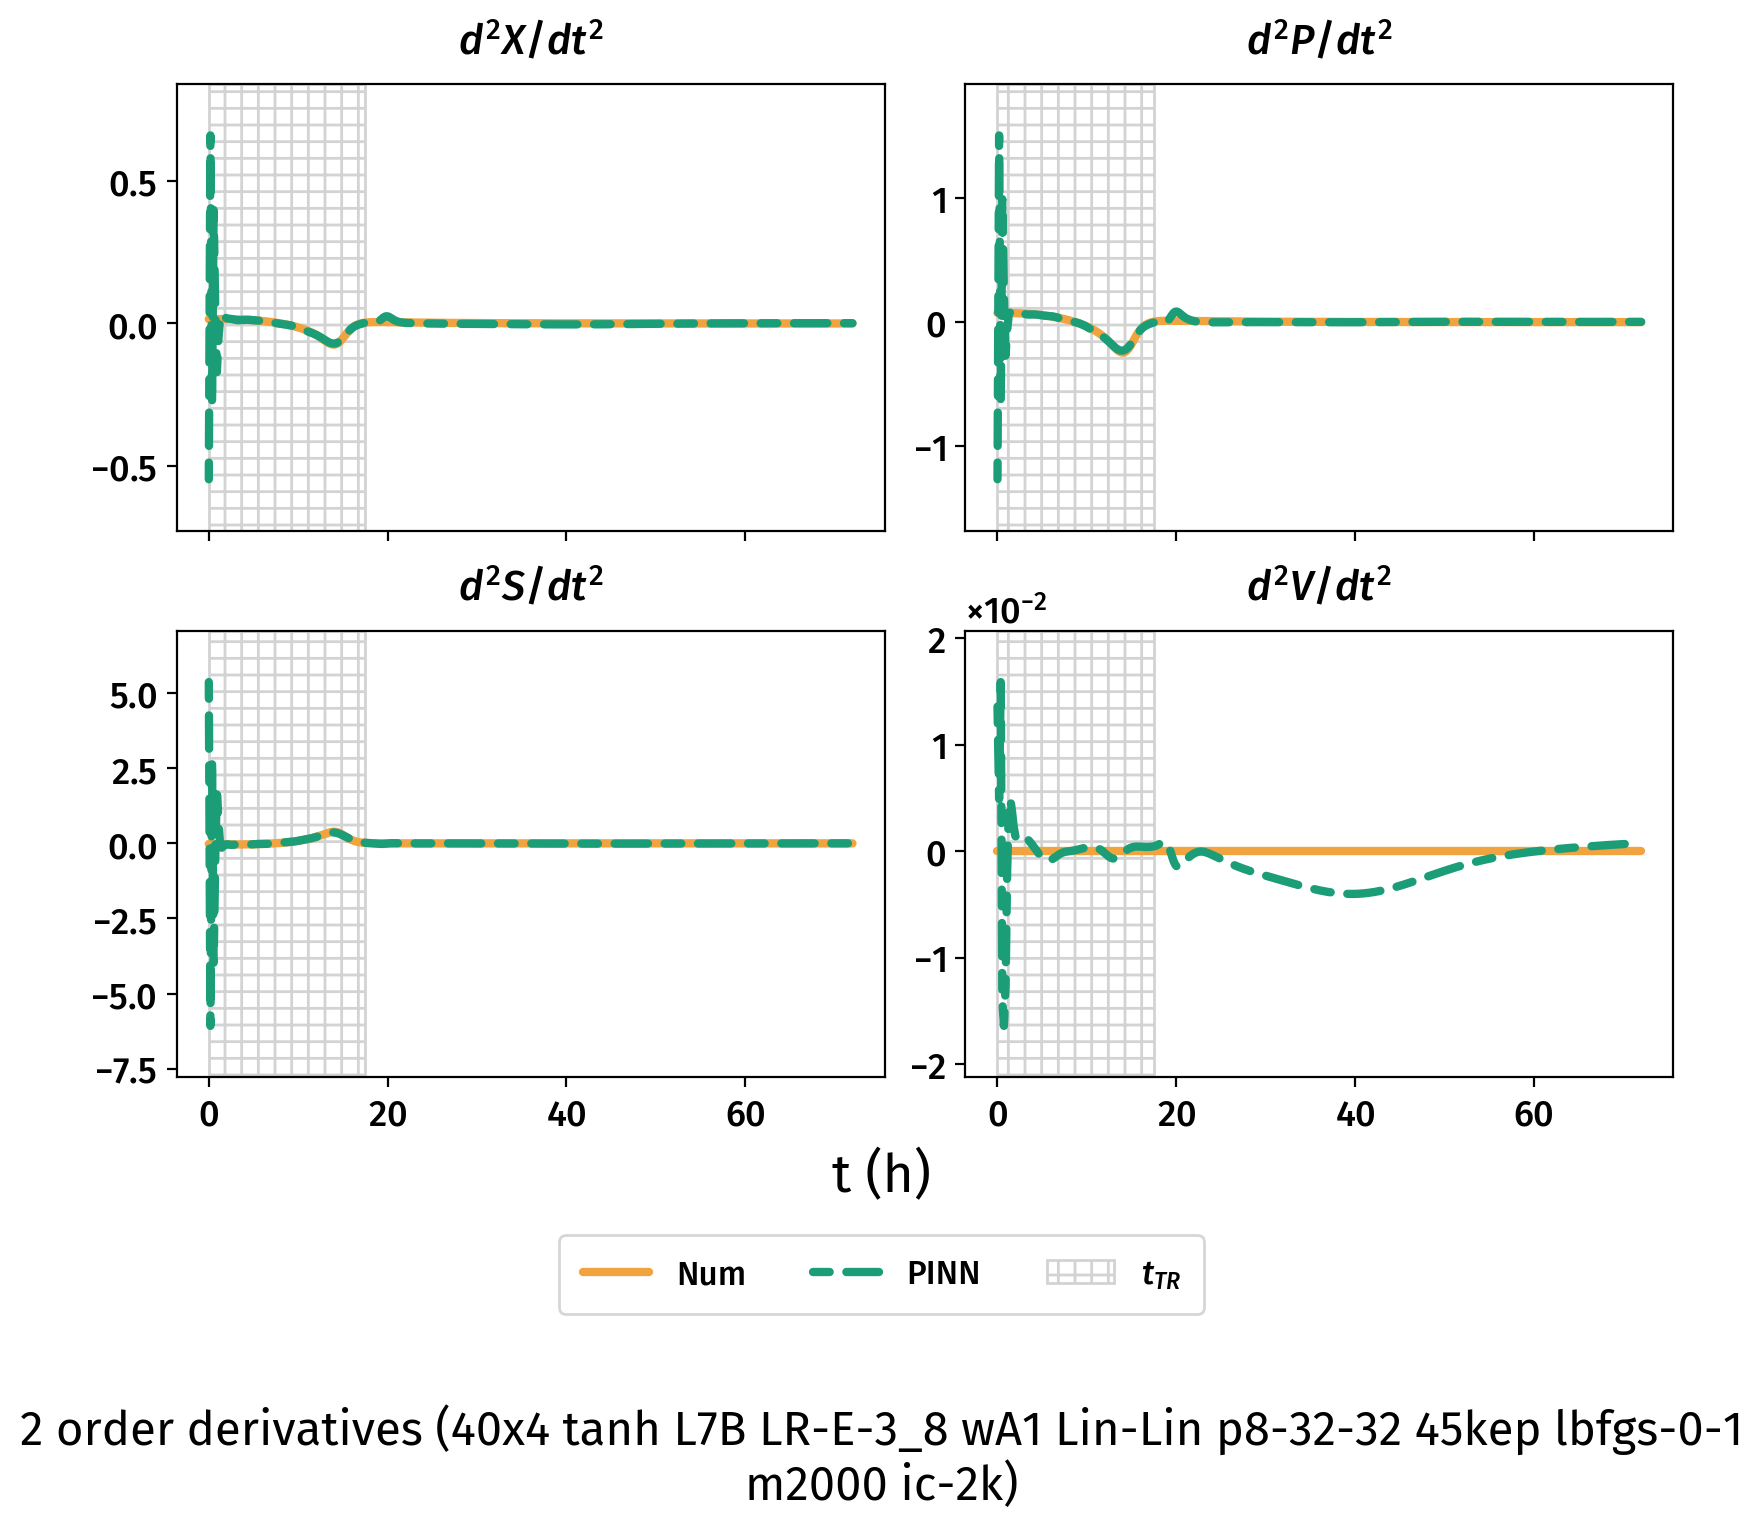 d²X/dt²
d²P/dt²
0.5
0.0
−0.5
1
0
−1
d²S/dt²
d²V/dt²
×10⁻²
5.0
2.5
0.0
−2.5
−5.0
−7.5
0
20
40
60
2
1
0
−1
−2
0
20
40
60
t (h)
Num
PINN
t_TR
2 order derivatives (40x4 tanh L7B LR-E-3_8 wA1 Lin-Lin p8-32-32 45kep lbfgs-0-1
m2000 ic-2k)